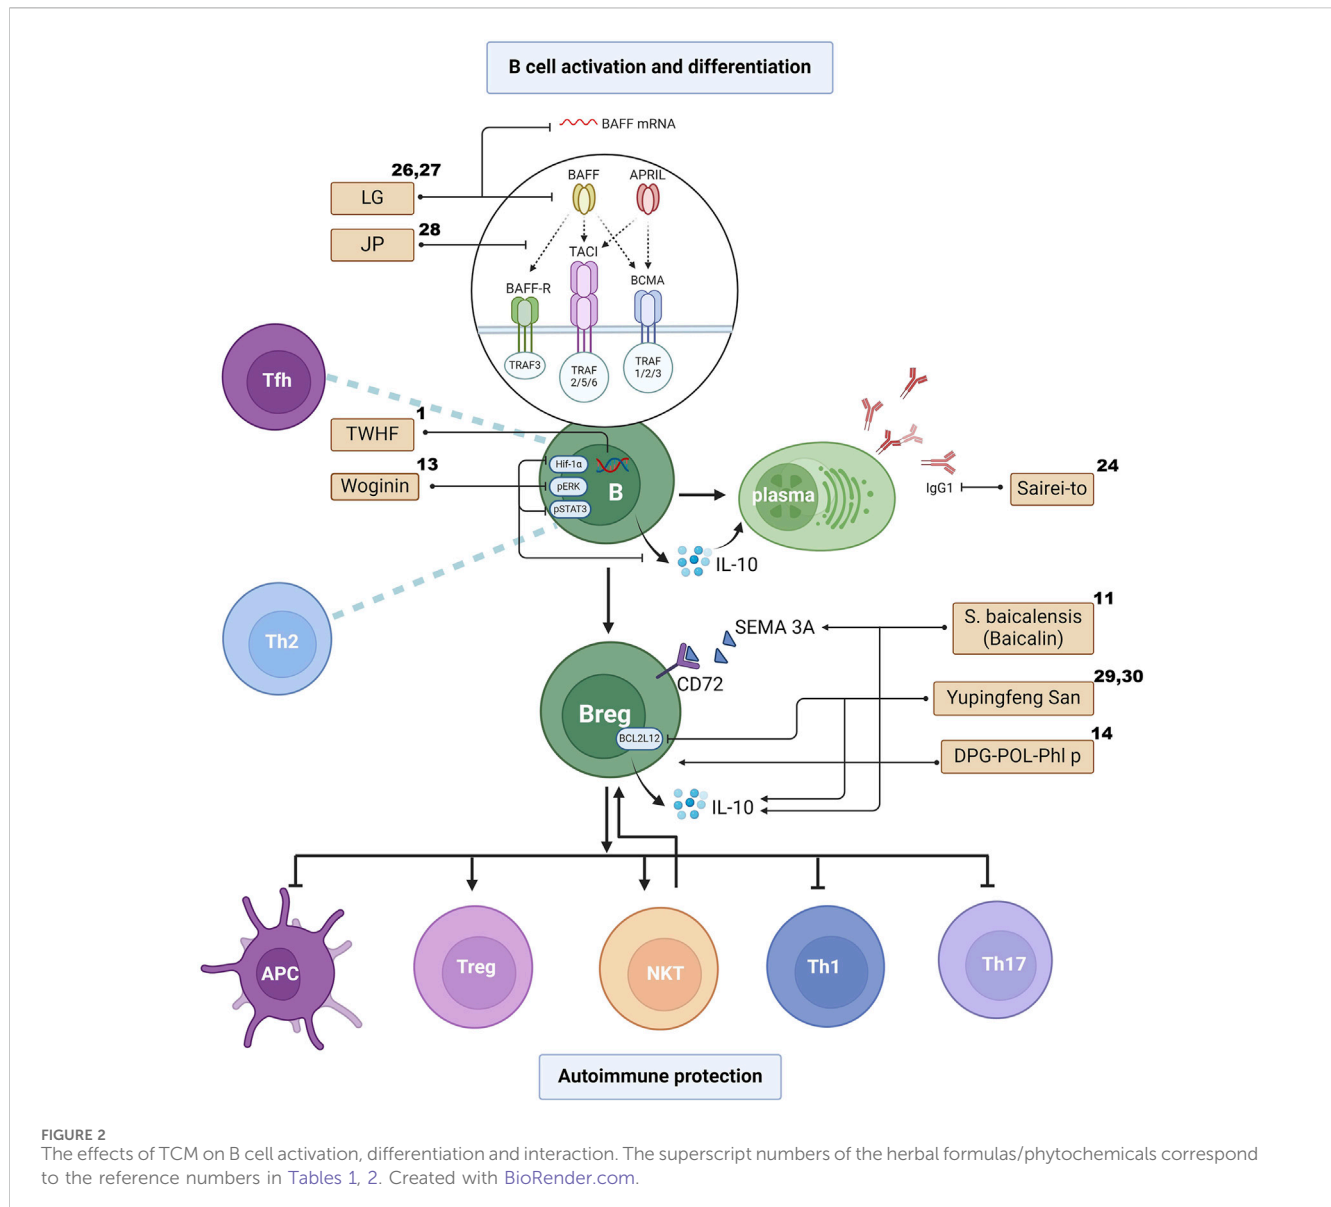 B cell activation and differentiation
BAFF mRNA
26,27
LG
BAFF
APRIL
28
JP
TACI
BCMA
BAFF-R
TRAF3
TRAF
2/5/6
TRAF
1/2/3
Tfh
1
TWHF
13
Woginin
Hif-1α
pERK
pSTAT3
B
plasma
IgG1
24
Sairei-to
IL-10
Th2
11
S. baicalensis
(Baicalin)
SEMA 3A
CD72
29,30
Yupingfeng San
Breg
BCL2L12
14
DPG-POL-Phl p
IL-10
APC
Treg
NKT
Th1
Th17
Autoimmune protection
FIGURE 2
The effects of TCM on B cell activation, differentiation and interaction. The superscript numbers of the herbal formulas/phytochemicals correspond
to the reference numbers in Tables 1, 2. Created with BioRender.com.